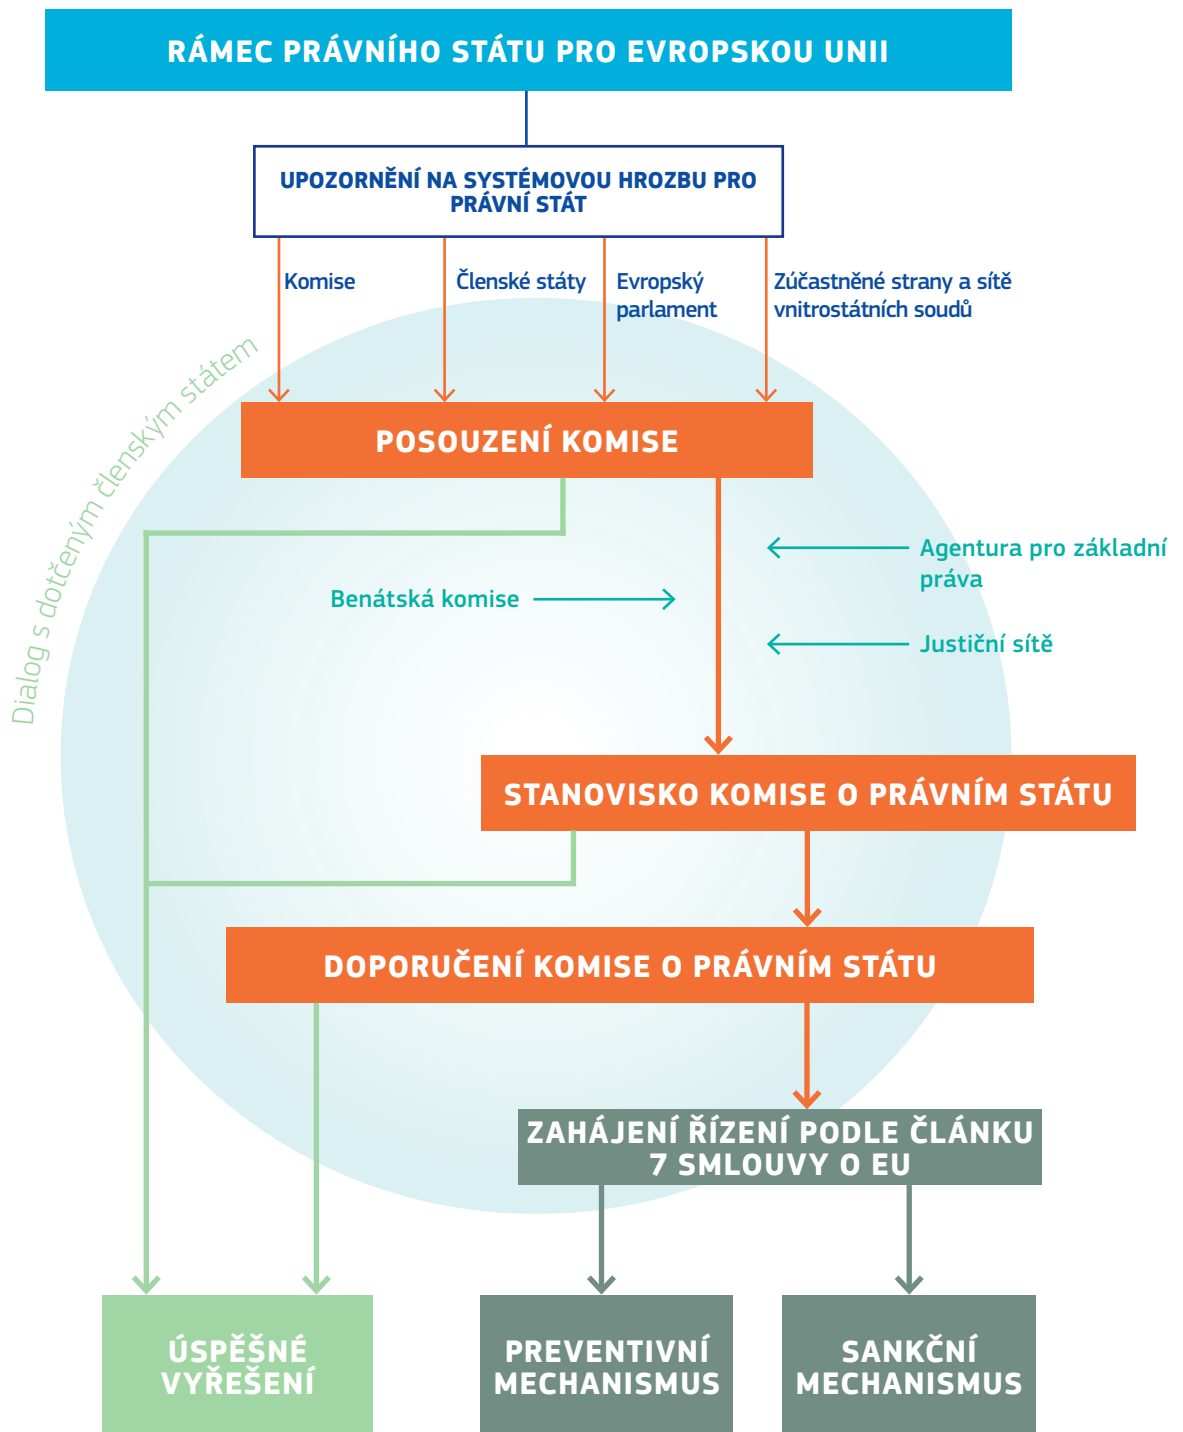 RÁMEC PRÁVNÍHO STÁTU PRO EVROPSKOU UNII
UPOZORNĚNÍ NA SYSTÉMOVOU HROZBU PRO
PRÁVNÍ STÁT
Komise
Členské státy
Evropský
parlament
Zúčastněné strany a sítě
vnitrostátních soudů
Dialog s dotčeným členským státem
POSOUZENÍ KOMISE
Agentura pro základní
práva
Benátská komise
Justiční sítě
STANOVISKO KOMISE O PRÁVNÍM STÁTU
DOPORUČENÍ KOMISE O PRÁVNÍM STÁTU
ZAHÁJENÍ ŘÍZENÍ PODLE ČLÁNKU
7 SMLOUVY O EU
ÚSPĚŠNÉ
VYŘEŠENÍ
PREVENTIVNÍ
MECHANISMUS
SANKČNÍ
MECHANISMUS